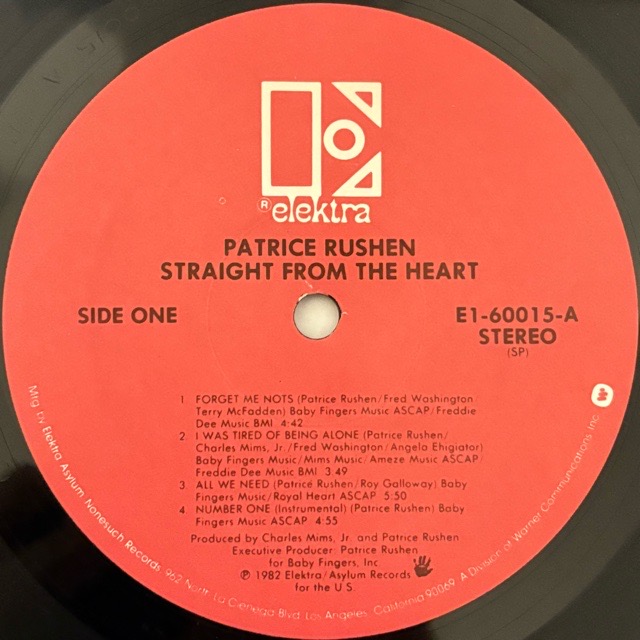 ® elektra
PATRICE RUSHEN
STRAIGHT FROM THE HEART
SIDE ONE
E1-60015-A
STEREO
(SP)
1. FORGET ME NOTS (Patrice Rushen/Fred Washington/
Terry McFadden) Baby Fingers Music ASCAP/Freddie
Dee Music BMI 4:42
2. I WAS TIRED OF BEING ALONE (Patrice Rushen/
Charles Mims, Jr./Fred Washington/Angela Ehigiator)
Baby Fingers Music/Mims Music/Ameze Music ASCAP/
Freddie Dee Music BMI 3:49
3. ALL WE NEED (Patrice Rushen/Roy Galloway) Baby
Fingers Music/Royal Heart ASCAP 5:50
4. NUMBER ONE (Instrumental) (Patrice Rushen) Baby
Fingers Music ASCAP 4:55
Produced by Charles Mims, Jr. and Patrice Rushen
Executive Producer: Patrice Rushen
for Baby Fingers, Inc
℗ 1982 Elektra/Asylum Records
for the U.S.
Mfg. by Elektra/Asylum/Nonesuch Records, 962 North La Cienega Blvd, Los Angeles, California 90069. A Division of Warner Communications Inc.